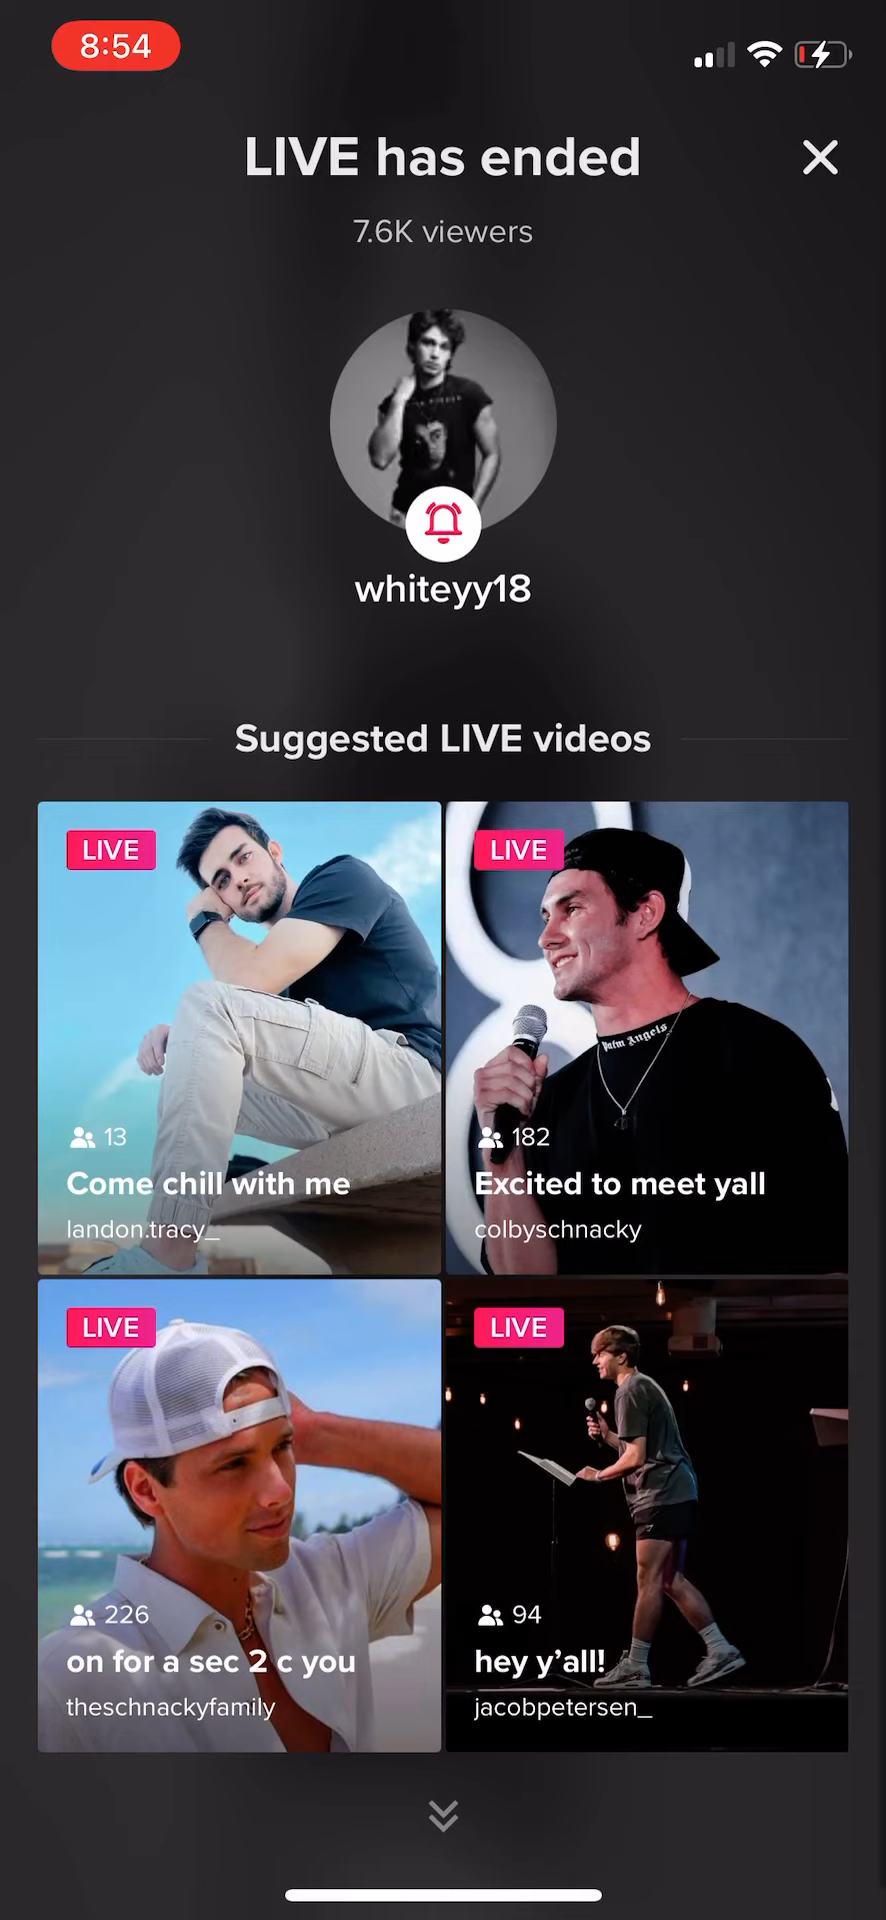 8:54
LIVE has ended
7.6K viewers
whiteyy18
Suggested LIVE videos
LIVE
Palm Angels
13
Come chill with me
landon.tracy_
LIVE
182
Excited to meet yall
colbyschnacky
LIVE
226
on for a sec 2 c you
theschnackyfamily
LIVE
94
hey y’all!
jacobpetersen_